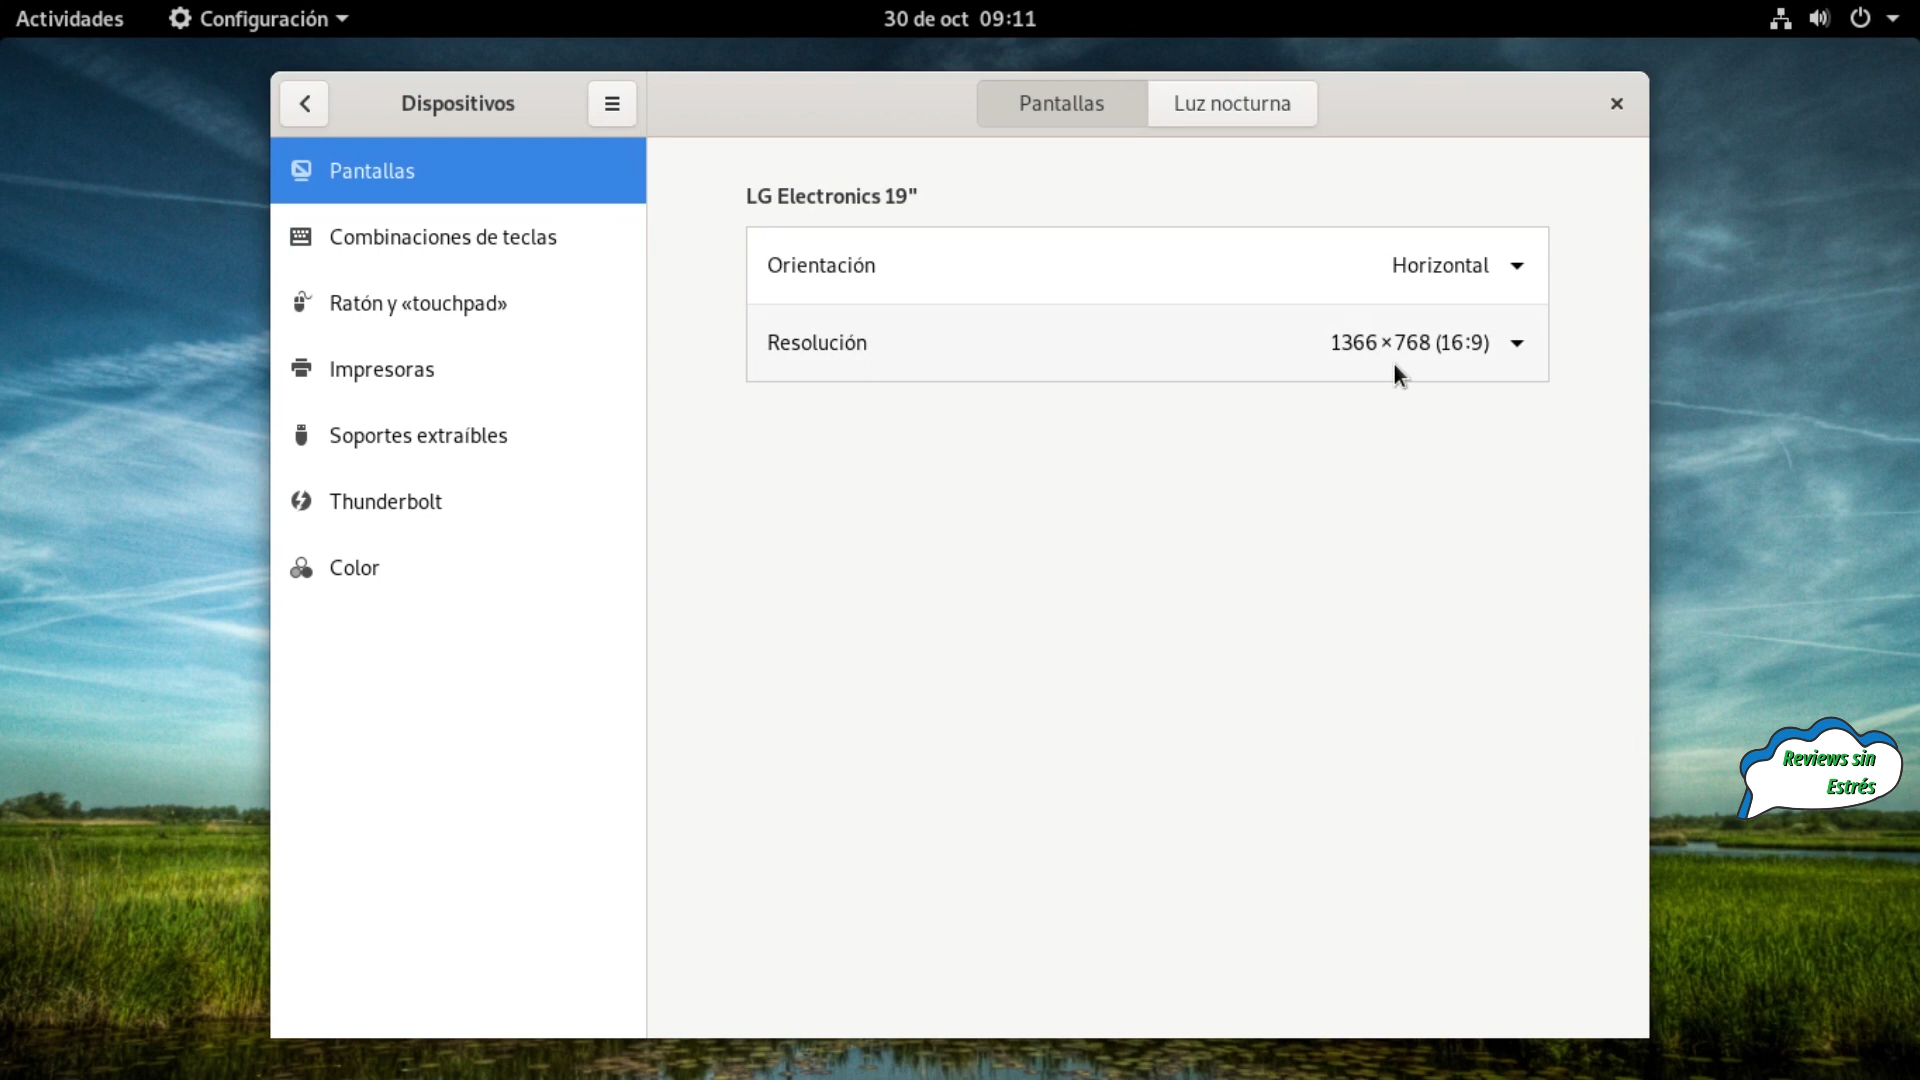 Actividades
Configuración
30 de oct 09:11
Dispositivos
Pantallas
Luz nocturna
Pantallas
Combinaciones de teclas
Ratón y «touchpad»
Impresoras
Soportes extraíbles
Thunderbolt
Color
LG Electronics 19"
Orientación
Horizontal
Resolución
1366×768 (16:9)
Reviews sin
Estrés